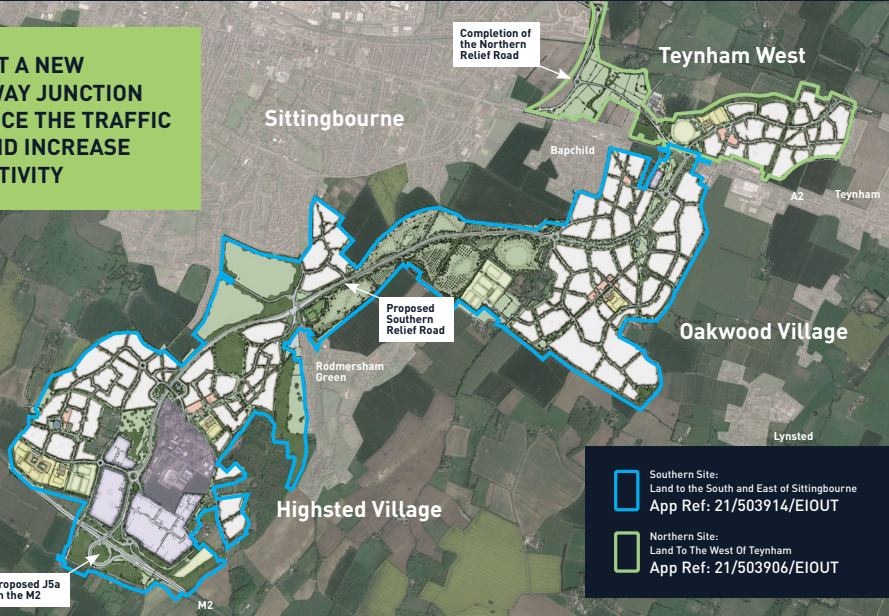 T A NEW
WAY JUNCTION
CE THE TRAFFIC
ND INCREASE
TIVITY
Completion of
the Northern
Relief Road
Teynham West
Sittingbourne
Bapchild
A2
Teynham
Proposed
Southern
Relief Road
Oakwood Village
Rodmersham
Green
Lynsted
Highsted Village
Southern Site:
Land to the South and East of Sittingbourne
App Ref: 21/503914/EIOUT
Northern Site:
Land To The West Of Teynham
App Ref: 21/503906/EIOUT
roposed J5a
n the M2
M2